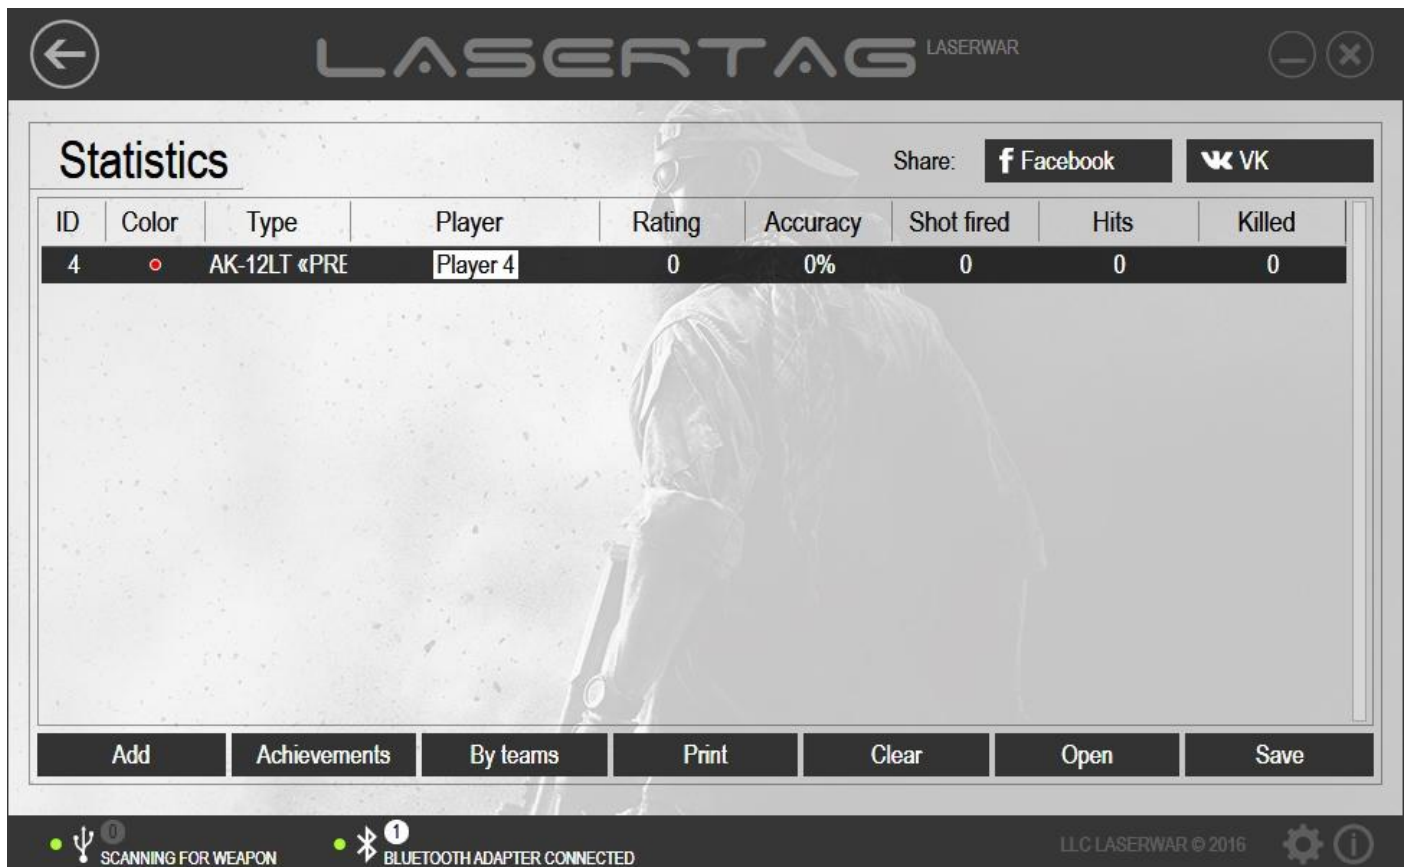 LASERTAG LASERWAR
Statistics
Share: f Facebook VK VK
ID Color Type Player Rating Accuracy Shot fired Hits Killed
4 AK-12LT «PRE Player 4 0 0% 0 0 0
Add Achievements By teams Print Clear Open Save
0 1
SCANNING FOR WEAPON BLUETOOTH ADAPTER CONNECTED LLC LASERWAR © 2016